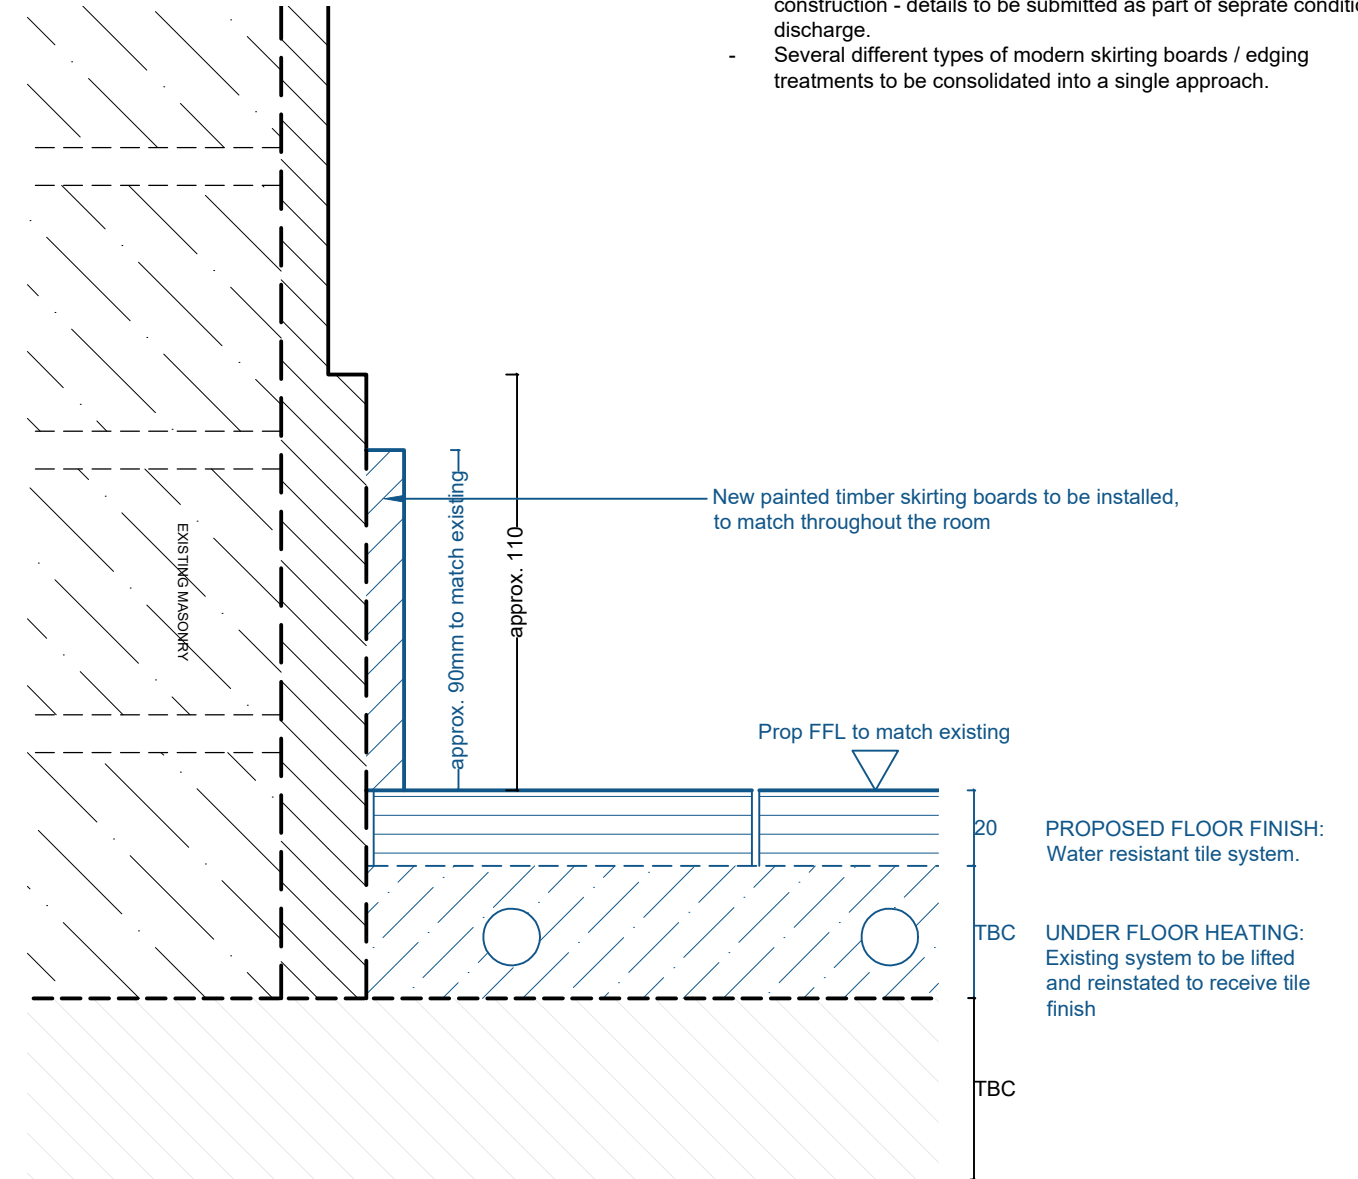 construction - details to be submitted as part of seprate conditio
discharge.
- Several different types of modern skirting boards / edging
treatments to be consolidated into a single approach.
New painted timber skirting boards to be installed,
to match throughout the room
approx. 90mm to match existing
approx. 110
EXISTING MASONRY
Prop FFL to match existing
20
PROPOSED FLOOR FINISH:
Water resistant tile system.
TBC
UNDER FLOOR HEATING:
Existing system to be lifted
and reinstated to receive tile
finish
TBC